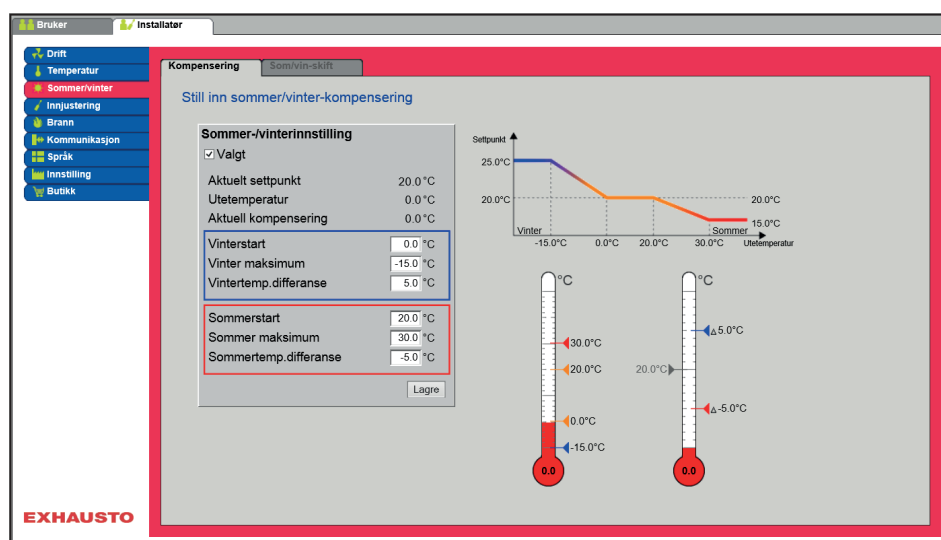 Bruker
Installatør
Drift
Temperatur
Sommer/vinter
Innjustering
Brann
Kommunikasjon
Språk
Innstilling
Butikk
EXHAUSTO
Kompensering
Som/vin-skift
Still inn sommer/vinter-kompensering
Sommer-/vinterinnstilling
Valgt
Aktuelt settpunkt 20.0°C
Utetemperatur 0.0°C
Aktuell kompensering 0.0°C
Vinterstart 0.0 °C
Vinter maksimum -15.0 °C
Vintertemp.differanse 5.0 °C
Sommerstart 20.0 °C
Sommer maksimum 30.0 °C
Sommertemp.differanse -5.0 °C
Lagre
Settpunkt
25.0°C
20.0°C
20.0°C
15.0°C
Vinter
Sommer
-15.0°C 0.0°C 20.0°C 30.0°C Utetemperatur
°C
30.0°C
20.0°C
0.0°C
-15.0°C
0.0
°C
Δ5.0°C
20.0°C
Δ-5.0°C
0.0